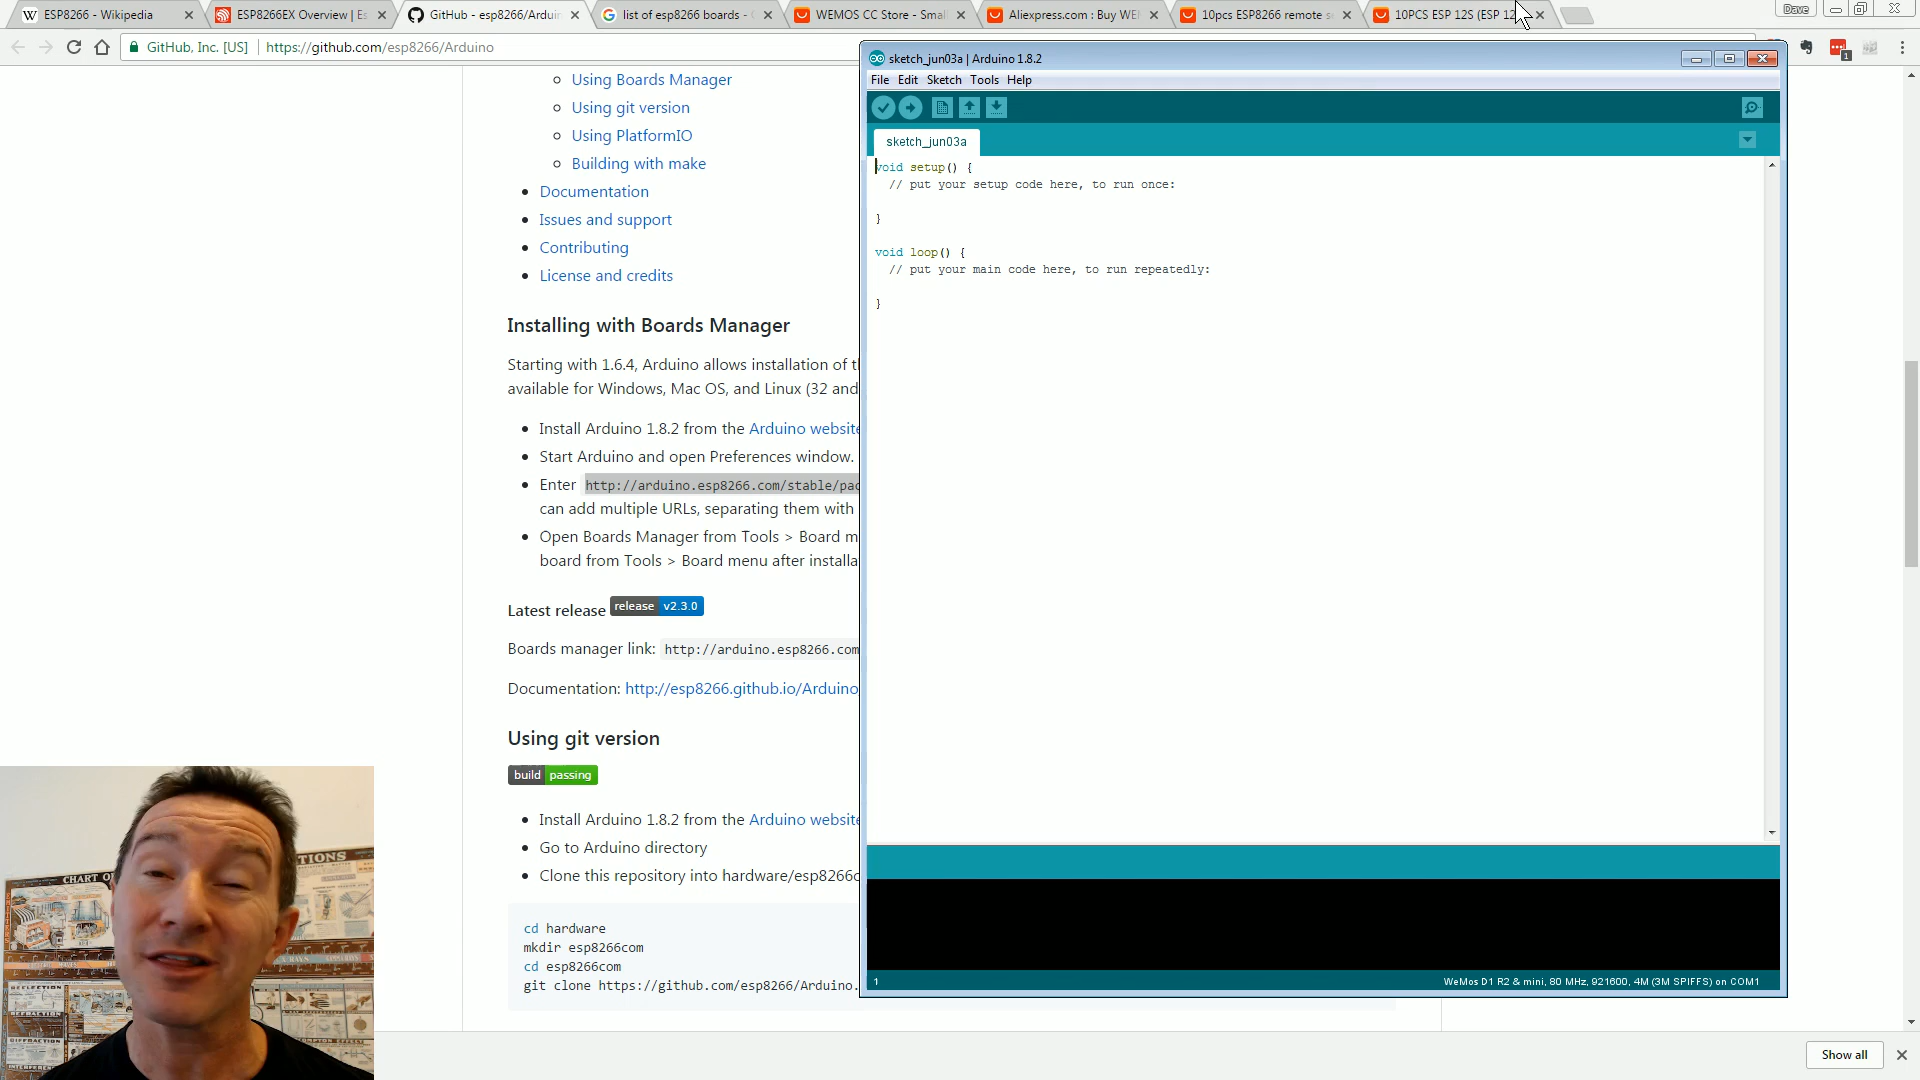 ESP8266 - Wikipedia
ESP8266EX Overview | Es
GitHub - esp8266/Arduin
list of esp8266 boards -
WEMOS CC Store - Small
Aliexpress.com : Buy WE
10pcs ESP8266 remote s
10PCS ESP 12S (ESP 12
Dave
GitHub, Inc. [US]
https://github.com/esp8266/Arduino
1
Using Boards Manager
Using git version
Using PlatformIO
Building with make
Documentation
Issues and support
Contributing
License and credits
Installing with Boards Manager
Starting with 1.6.4, Arduino allows installation of
available for Windows, Mac OS, and Linux (32 and
Install Arduino 1.8.2 from the Arduino website
Start Arduino and open Preferences window.
Enter http://arduino.esp8266.com/stable/pac
can add multiple URLs, separating them with
Open Boards Manager from Tools > Board m
board from Tools > Board menu after installa
Latest release release v2.3.0
Boards manager link: http://arduino.esp8266.com
Documentation: http://esp8266.github.io/Arduino
Using git version
build passing
Install Arduino 1.8.2 from the Arduino website
Go to Arduino directory
Clone this repository into hardware/esp8266c
cd hardware
mkdir esp8266com
cd esp8266com
git clone https://github.com/esp8266/Arduino.
sketch_jun03a | Arduino 1.8.2
File Edit Sketch Tools Help
sketch_jun03a
void setup() {
// put your setup code here, to run once:
}
void loop() {
// put your main code here, to run repeatedly:
}
1
WeMos D1 R2 & mini, 80 MHz, 921600, 4M (3M SPIFFS) on COM1
CHART O
TIONS
REFLECTION
REFRACTION
DIFFRACTION
Show all